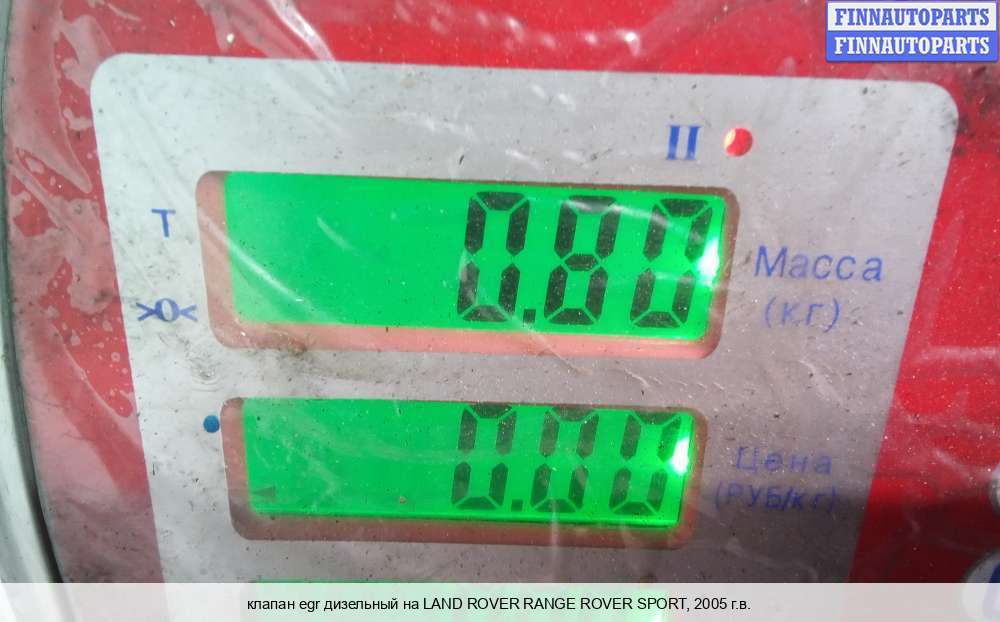 FINNAUTOPARTS
FINNAUTOPARTS
II
T
0.80
Масса
(кг)
>0<
0.00
Цена
(РУБ/кг)
клапан egr дизельный на LAND ROVER RANGE ROVER SPORT, 2005 г.в.